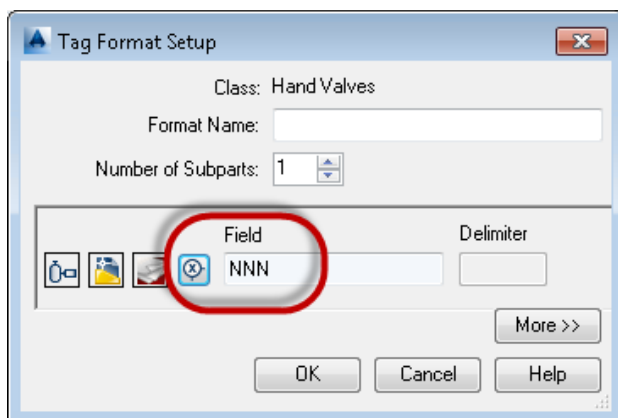 Tag Format Setup
Class: Hand Valves
Format Name:
Number of Subparts: 1
Field Delimiter
NNN
More >>
OK Cancel Help